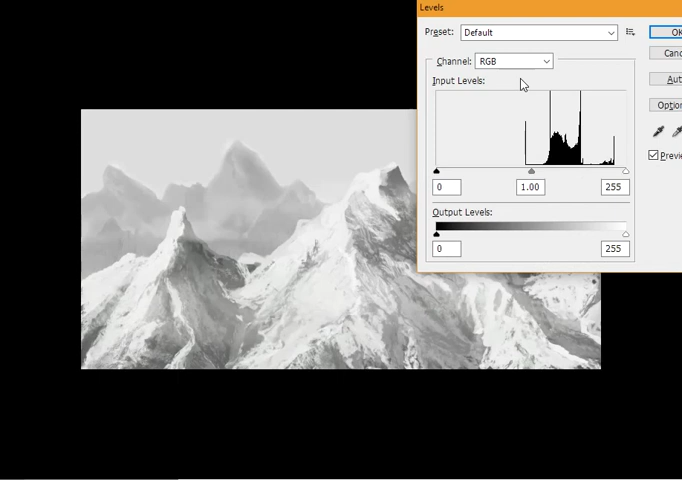 Levels
Preset: Default
OK
Channel: RGB
Canc
Input Levels:
Aut
Optio
Previe
0 1.00 255
Output Levels:
0 255